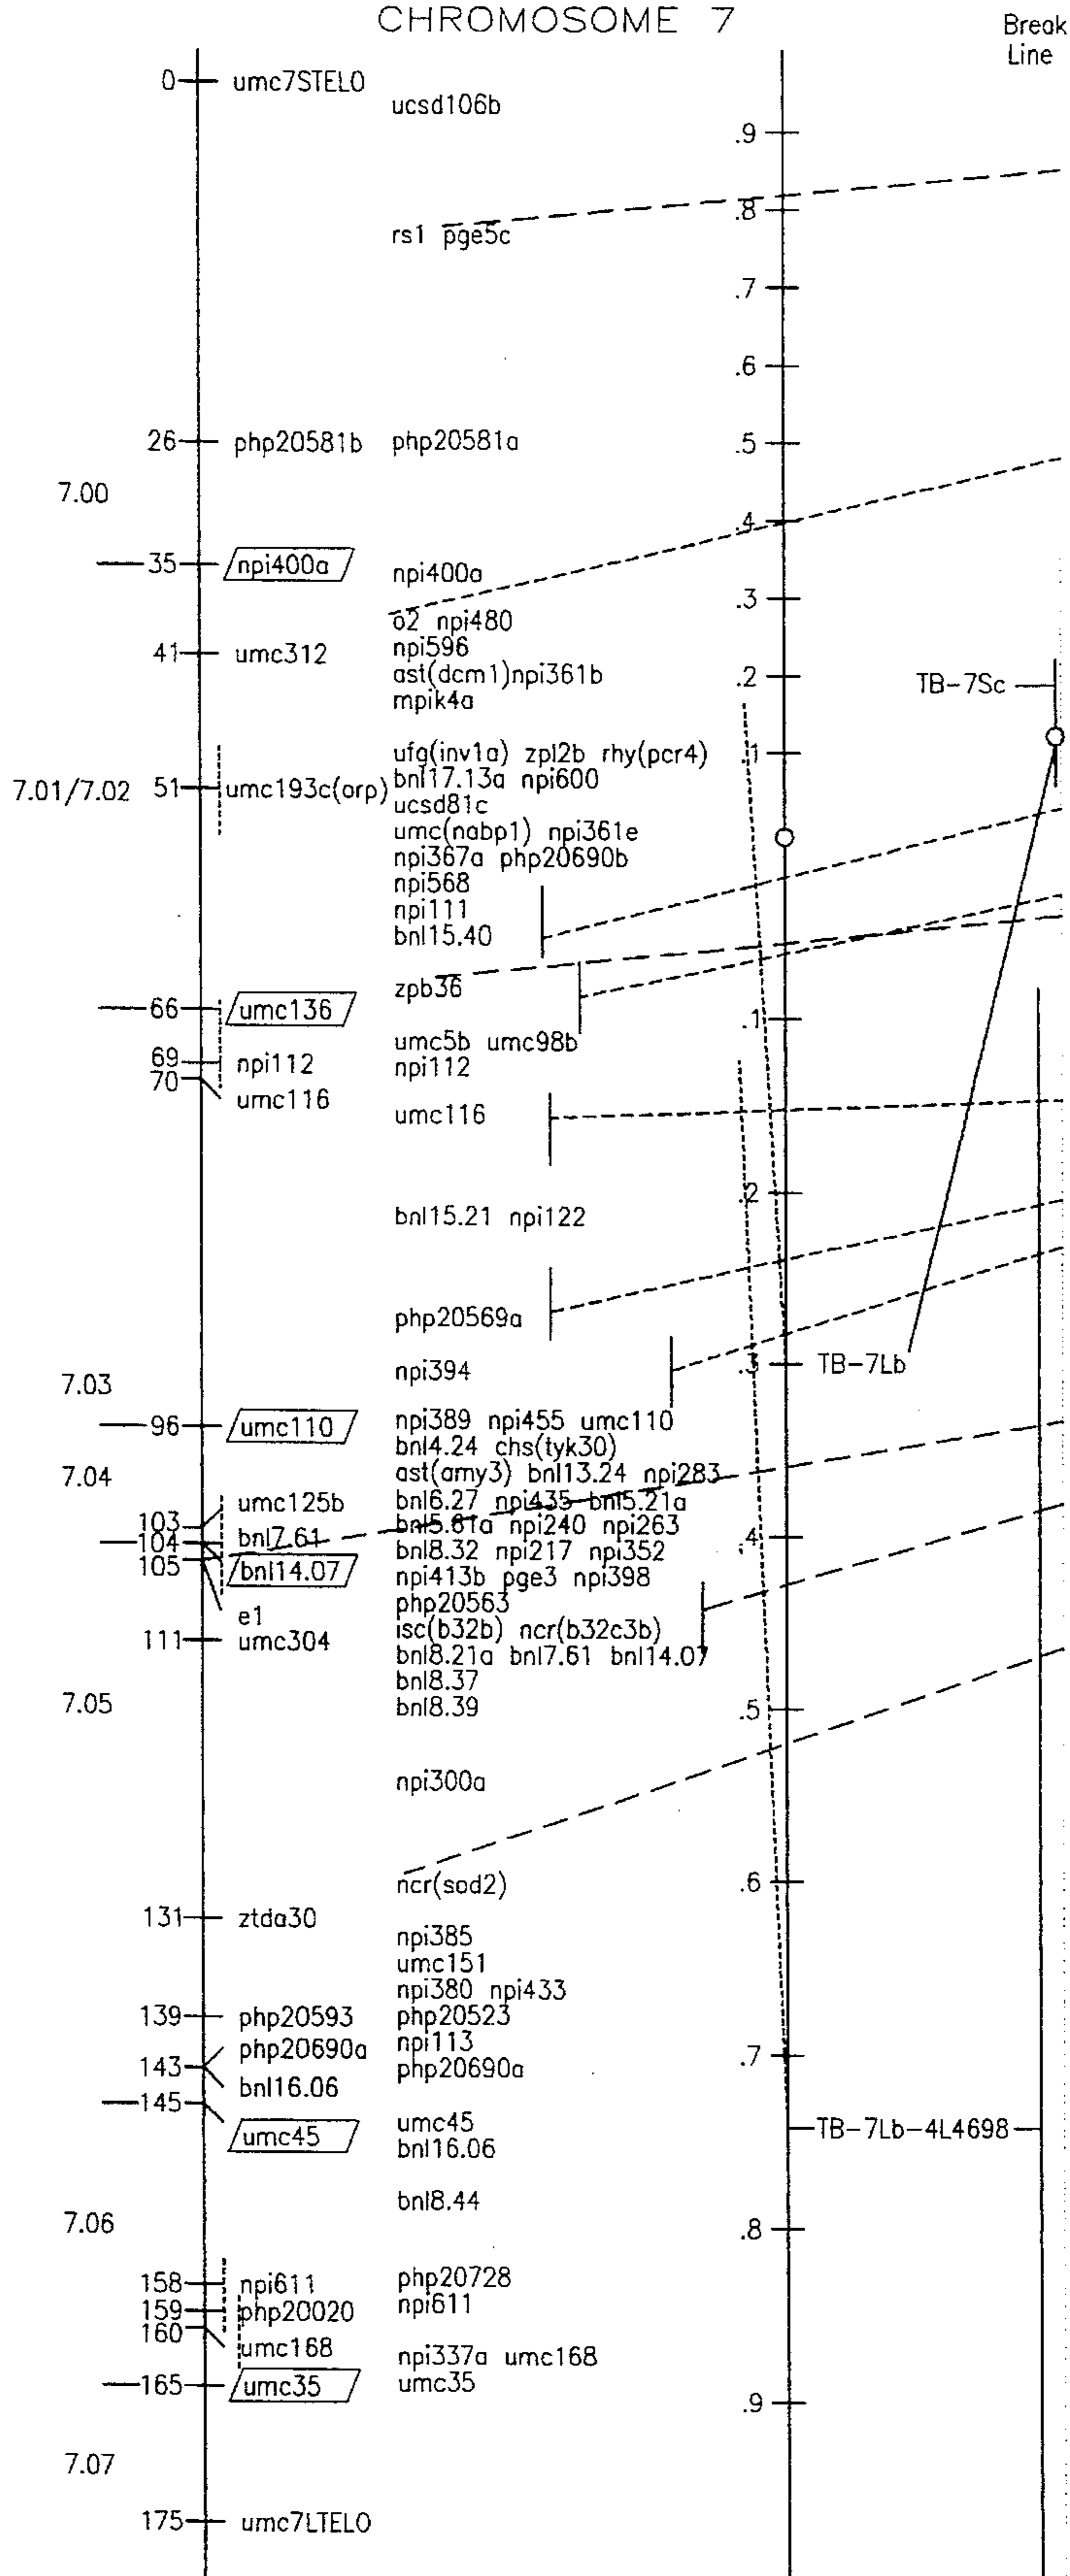 CHROMOSOME 7
Break
Line
0 umc7STELO
ucsd106b
.9
.8
rs1 pge5c
.7
.6
26 php20581b php20581a
.5
7.00
.4
35 npi400a npi400a
.3
o2 npi480
41 umc312 npi596
ast(dcm1)npi361b
.2
TB-7Sc
mpik4a
ufg(inv1a) zpl2b rhy(pcr4)
.1
7.01/7.02 51 umc193c(orp) bnl17.13a npi600
ucsd81c
umc(nabp1) npi361e
npi367a php20690b
npi568
npi111
bnl15.40
zpb36
66 umc136
.1
umc5b umc98b
69 npi112 npi112
70 umc116
umc116
.2
bnl15.21 npi122
php20569a
.3 TB-7Lb
npi394
7.03
96 umc110 npi389 npi455 umc110
bnl4.24 chs(tyk30)
7.04 ast(amy3) bnl13.24 npi283
umc125b bnl6.27 npi435 bnl5.21a
103 bnl5.61a npi240 npi263
104 bnl7.61 .4
bnl8.32 npi217 npi352
105 bnl14.07 npi413b pge3 npi398
php20563
e1 isc(b32b) ncr(b32c3b)
111 umc304 bnl8.21a bnl7.61 bnl14.07
bnl8.37
7.05 bnl8.39 .5
npi300a
ncr(sod2) .6
131 ztda30
npi385
umc151
npi380 npi433
139 php20593 php20523
php20690a npi113
.7
143 php20690a
bnl16.06
145
umc45 umc45
TB-7Lb-4L4698
bnl16.06
bnl8.44
7.06 .8
158 npi611 php20728
159 php20020 npi611
160 umc168 npi337a umc168
165 umc35 umc35
.9
7.07
175 umc7LTELO